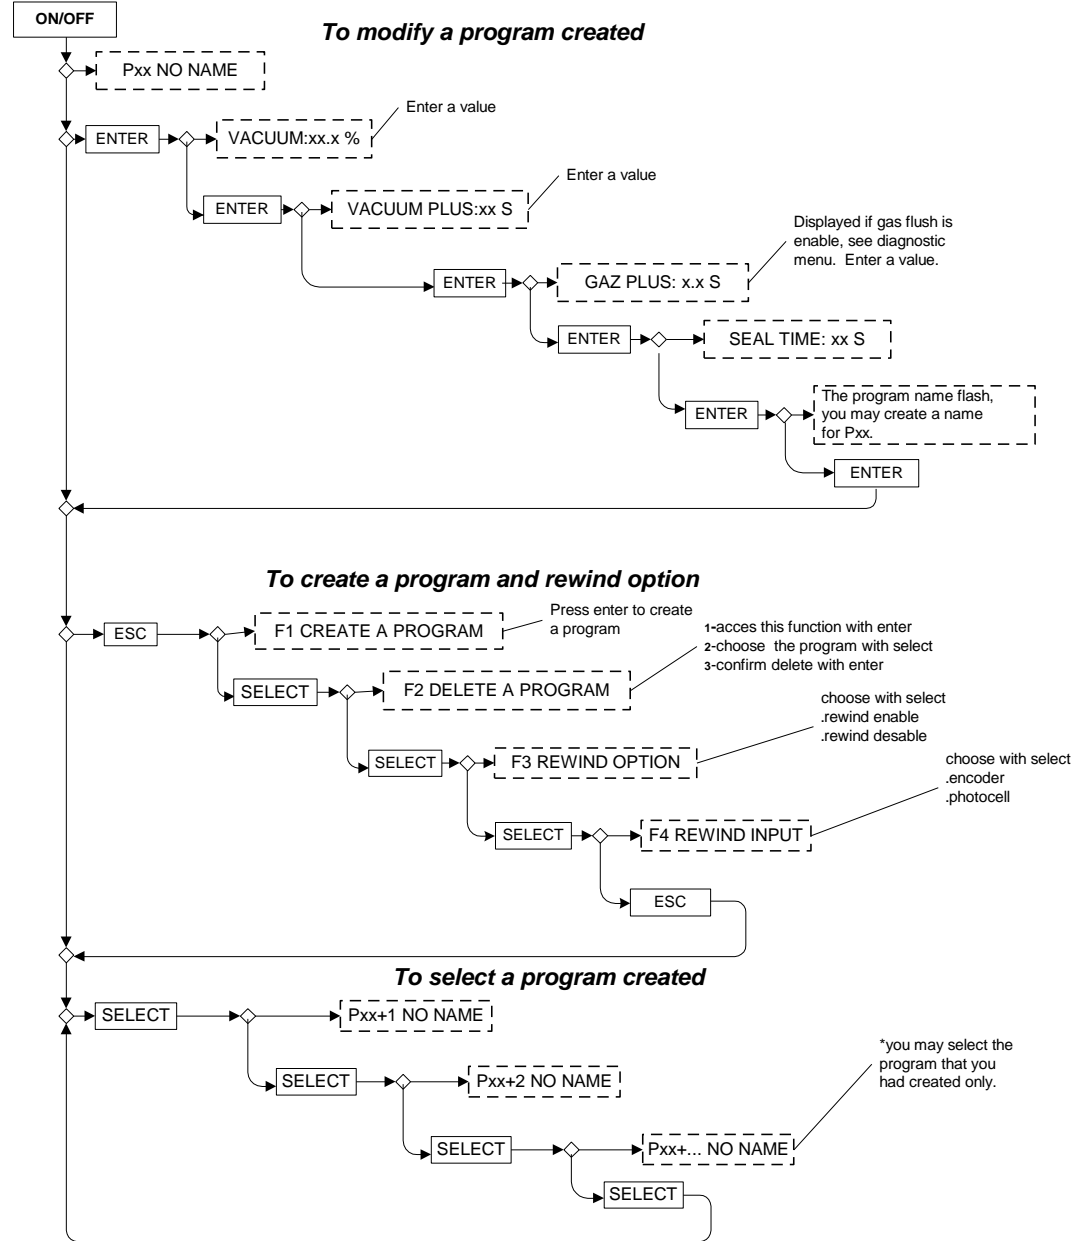 ON/OFF
To modify a program created
Pxx NO NAME
Enter a value
ENTER
VACUUM:xx.x %
Enter a value
ENTER
VACUUM PLUS:xx S
Displayed if gas flush is
enable, see diagnostic
menu. Enter a value.
ENTER
GAZ PLUS: x.x S
ENTER
SEAL TIME: xx S
ENTER
The program name flash,
you may create a name
for Pxx.
ENTER
To create a program and rewind option
ESC
F1 CREATE A PROGRAM
Press enter to create
a program
1-acces this function with enter
2-choose the program with select
3-confirm delete with enter
SELECT
F2 DELETE A PROGRAM
choose with select
.rewind enable
.rewind desable
SELECT
F3 REWIND OPTION
choose with select
.encoder
.photocell
SELECT
F4 REWIND INPUT
ESC
To select a program created
SELECT
Pxx+1 NO NAME
*you may select the
program that you
had created only.
SELECT
Pxx+2 NO NAME
SELECT
Pxx+... NO NAME
SELECT